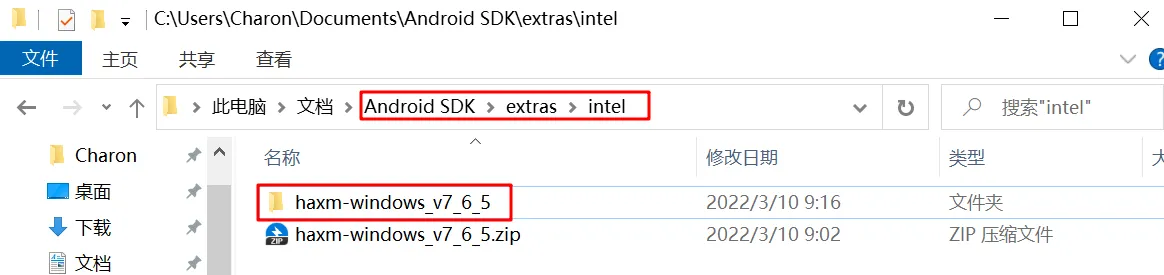 C:\Users\Charon\Documents\Android SDK\extras\intel
文件 主页 共享 查看
此电脑 文档 Android SDK extras intel 搜索"intel"
名称 修改日期 类型 大
Charon
桌面
下载
文档
haxm-windows_v7_6_5 2022/3/10 9:16 文件夹
haxm-windows_v7_6_5.zip 2022/3/10 9:02 ZIP 压缩文件
ZIP